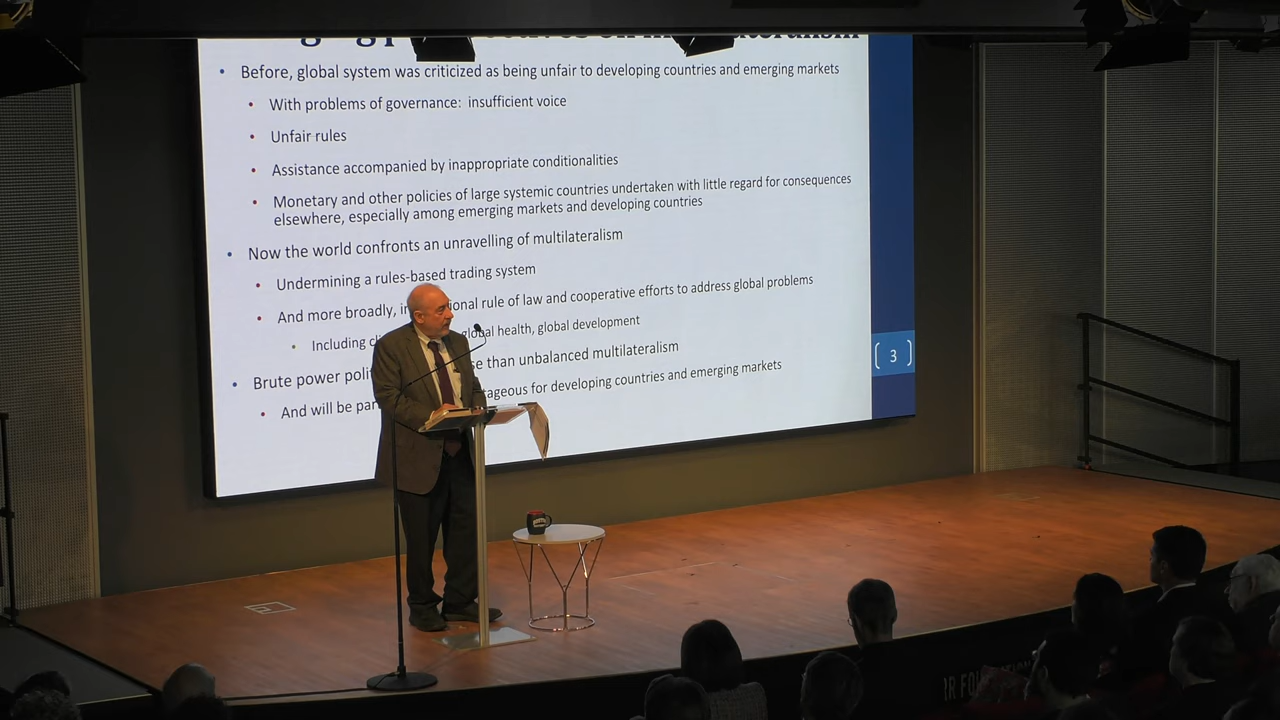 Before, global system was criticized as being unfair to developing countries and emerging markets
With problems of governance: insufficient voice
Unfair rules
Assistance accompanied by inappropriate conditionalities
Monetary and other policies of large systemic countries undertaken with little regard for consequences
elsewhere, especially among emerging markets and developing countries
Now the world confronts an unravelling of multilateralism
Undermining a rules-based trading system
And more broadly, rule of law and cooperative efforts to address global problems
Including global health, global development
Brute power than unbalanced multilateralism
And will be for developing countries and emerging markets
3